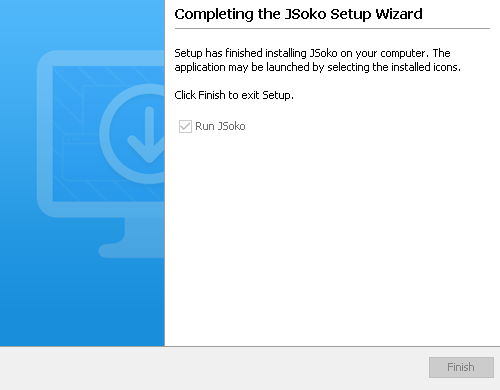 Completing the JSoko Setup Wizard
Setup has finished installing JSoko on your computer. The
application may be launched by selecting the installed icons.
Click Finish to exit Setup.
Run JSoko
Finish